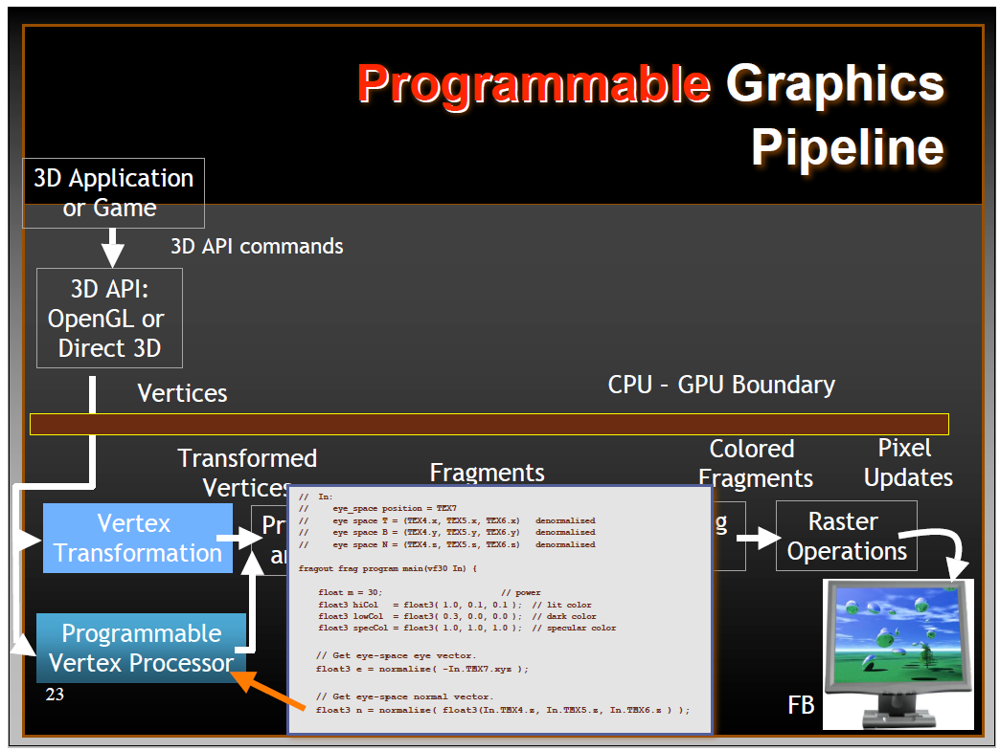 Programmable Graphics
Pipeline
3D Application
or Game
3D API commands
3D API:
OpenGL or
Direct 3D
Vertices
CPU – GPU Boundary
Transformed
Vertices
Fragments
Colored
Fragments
Pixel
Updates
Vertex
Transformation
Raster
Operations
Programmable
Vertex Processor
// In:
// eye_space position = TEX7
// eye space T = (TEX4.x, TEX5.x, TEX6.x) denormalized
// eye space B = (TEX4.y, TEX5.y, TEX6.y) denormalized
// eye space N = (TEX4.z, TEX5.z, TEX6.z) denormalized
fragout frag program main(vf30 In) {
float m = 30; // power
float3 hiCol = float3( 1.0, 0.1, 0.1 ); // lit color
float3 lowCol = float3( 0.3, 0.0, 0.0 ); // dark color
float3 specCol = float3( 1.0, 1.0, 1.0 ); // specular color
// Get eye-space eye vector.
float3 e = normalize( -In.TEX7.xyz );
// Get eye-space normal vector.
float3 n = normalize( float3(In.TEX4.z, In.TEX5.z, In.TEX6.z ) );
23
FB